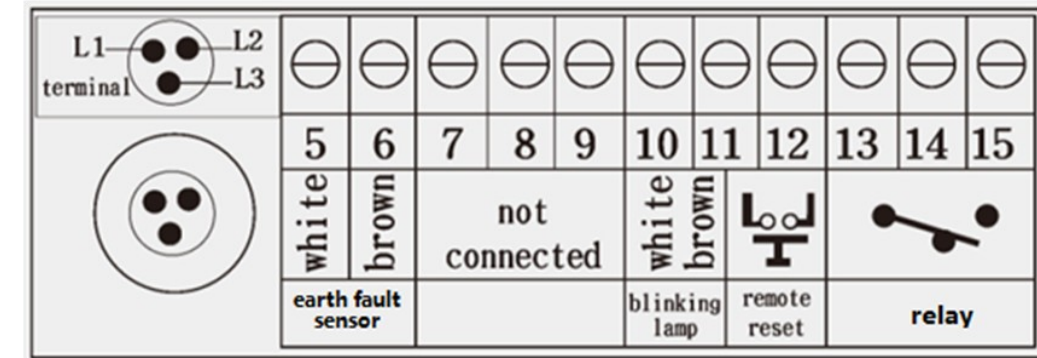 L1
L2
terminal
L3
5 6 7 8 9 10 11 12 13 14 15
white
brown
not
connected
white
brown
earth fault
sensor
blinking
lamp
remote
reset
relay